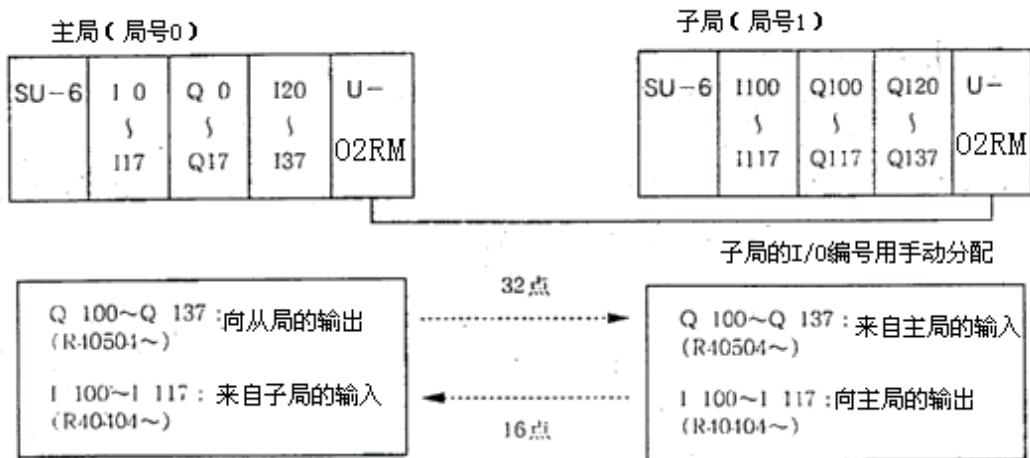 主局(局号0)
子局(局号1)
SU-6 I 0 Q 0 I20 U-
∫ ∫ ∫
I17 Q17 I37 02RM
SU-6 I100 Q100 Q120 U-
∫ ∫ ∫
I117 Q117 Q137 02RM
子局的I/O编号用手动分配
Q 100~Q 137:向从局的输出
(R40504~)
I 100~I 117:来自子局的输入
(R40404~)
32点
16点
Q 100~Q 137:来自主局的输入
(R40504~)
I 100~I 117:向主局的输出
(R40404~)